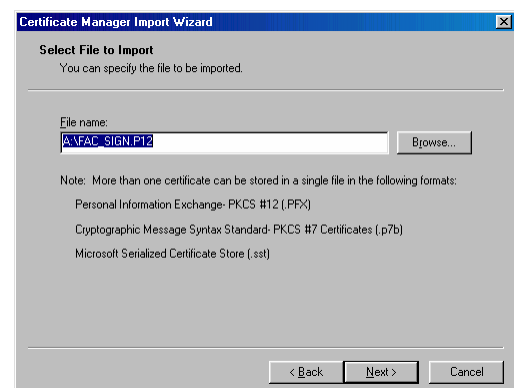 Certificate Manager Import Wizard
Select File to Import
You can specify the file to be imported.
File name:
A:\FAC_SIGN.P12
Browse...
Note: More than one certificate can be stored in a single file in the following formats:
Personal Information Exchange- PKCS #12 (.PFX)
Cryptographic Message Syntax Standard- PKCS #7 Certificates (.p7b)
Microsoft Serialized Certificate Store (.sst)
< Back
Next >
Cancel